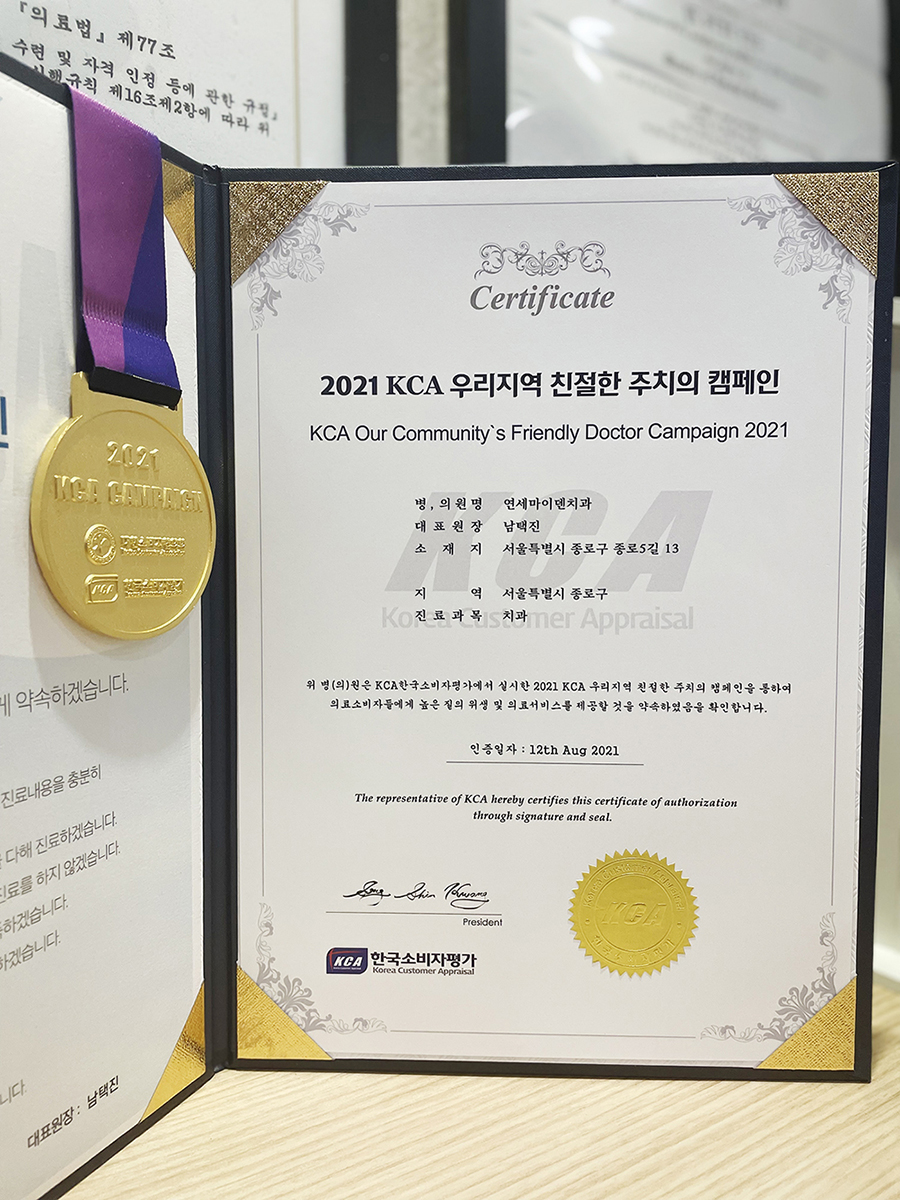 『의료법』 제77조
수련 및 자격 인정 등에 관한 규정』
시행규칙 제16조제2항에 따라 위
Certificate
2021 KCA 우리지역 친절한 주치의 캠페인
KCA Our Community`s Friendly Doctor Campaign 2021
병, 의원명 연세마이덴치과
대표원장 남택진
소재지 서울특별시 종로구 종로5길 13
지역 서울특별시 종로구
진료과목 치과
KCA
Korea Customer Appraisal
위 병(의)원은 KCA한국소비자평가에서 실시한 2021 KCA 우리지역 친절한 주치의 캠페인을 통하여
의료소비자들에게 높은 질의 위생 및 의료서비스를 제공할 것을 약속하였음을 확인합니다.
인증일자 : 12th Aug 2021
The representative of KCA hereby certifies this certificate of authorization
through signature and seal.
President
KCA 한국소비자평가
Korea Customer Appraisal
KCA
2021
KCA CAMPAIGN
KCA 한국소비자평가
인
게 약속하겠습니다.
진료내용을 충분히
다해 진료하겠습니다.
진료를 하지 않겠습니다.
하겠습니다.
하겠습니다.
니다.
대표원장 : 남택진